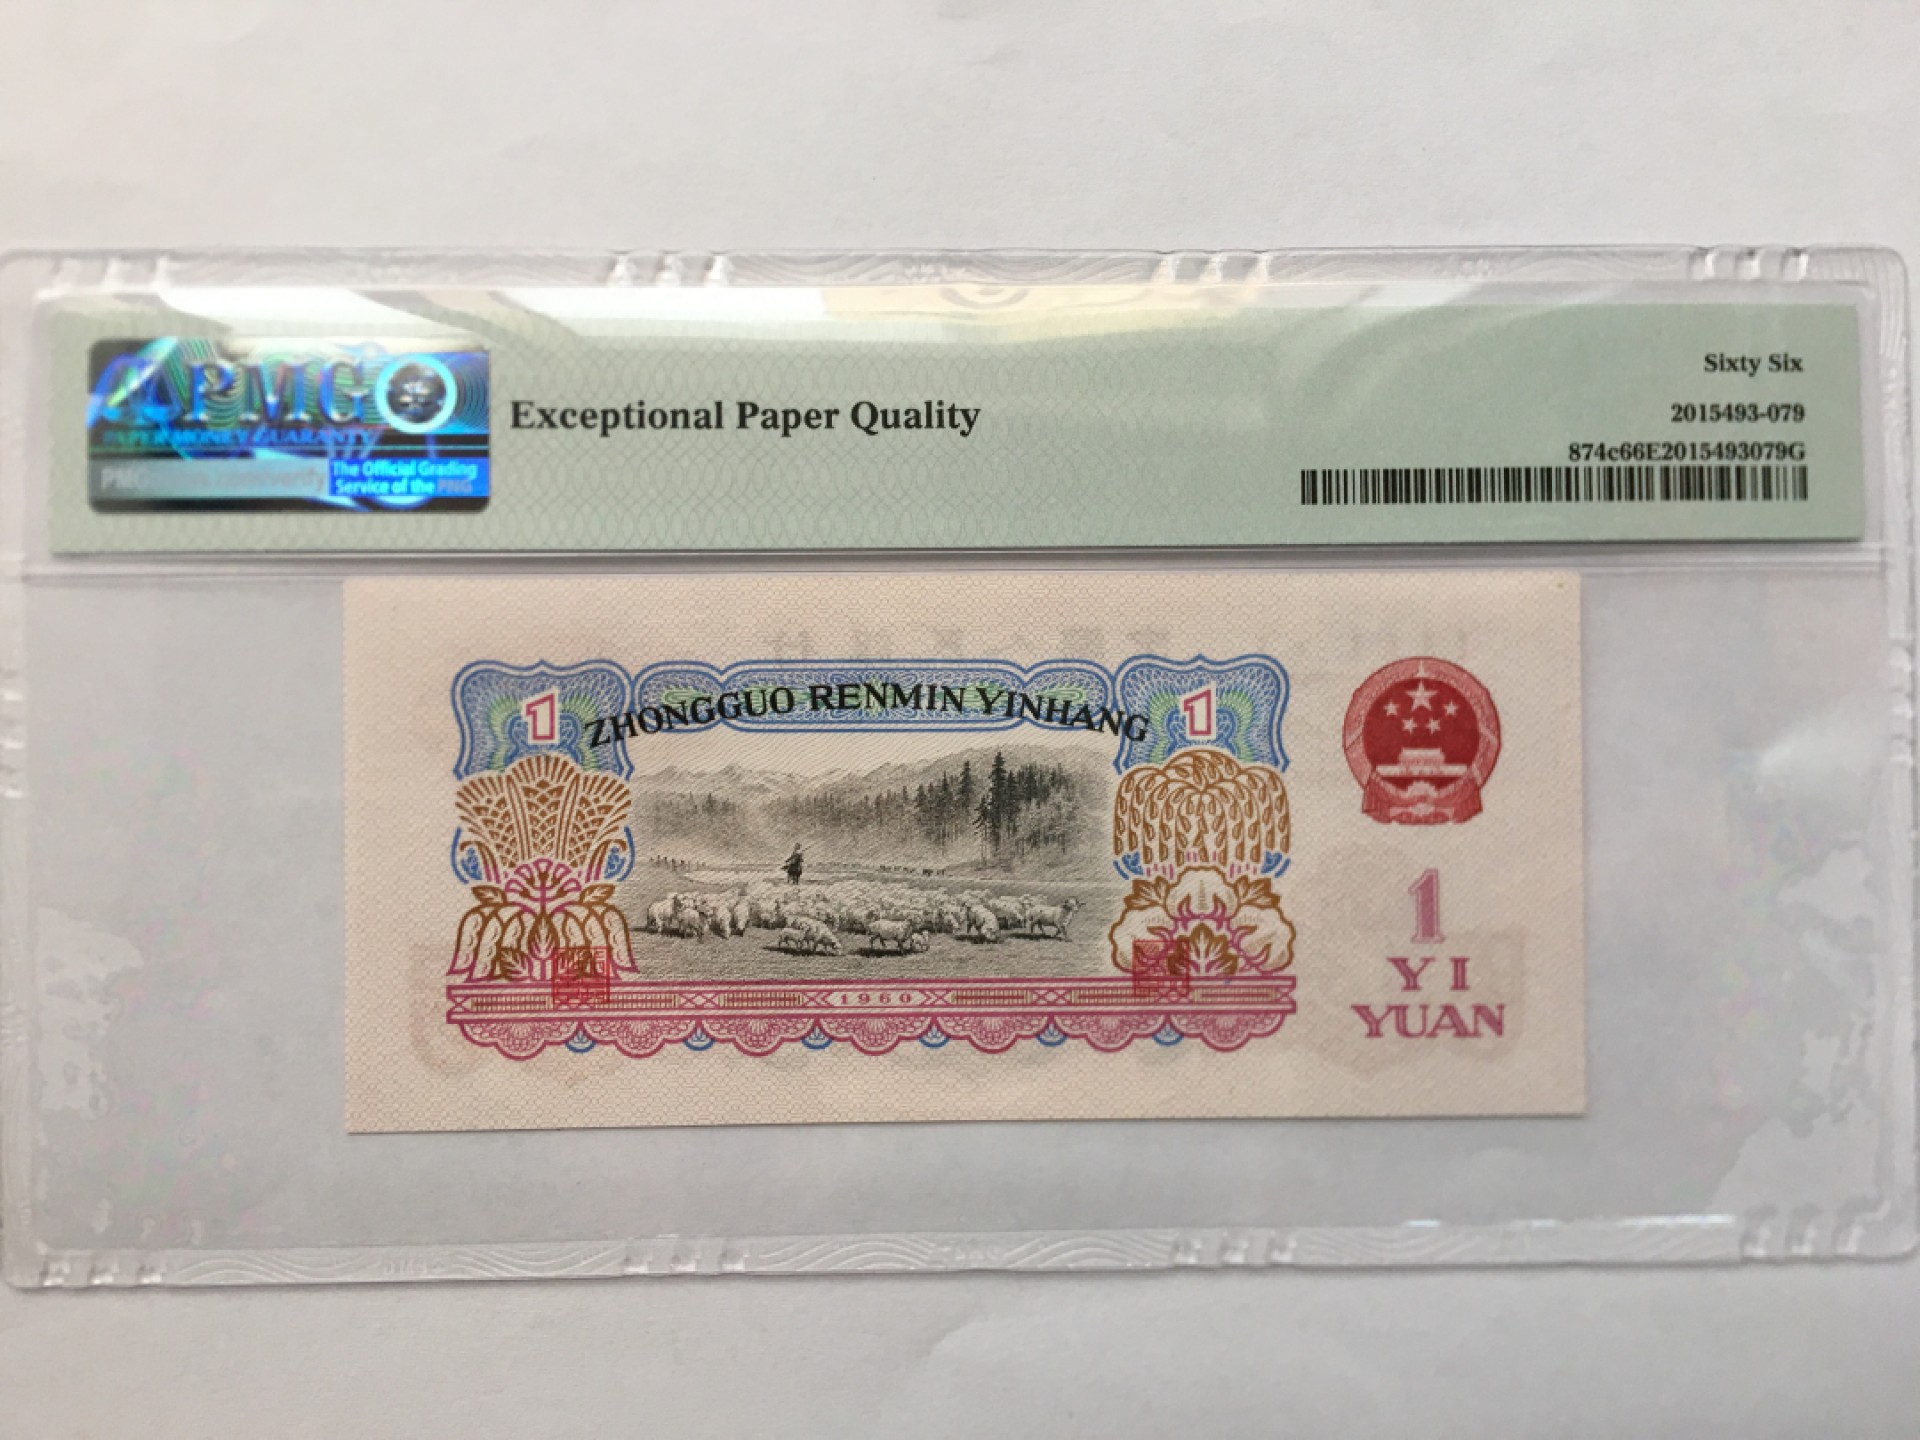 PMG
PAPER MONEY GUARANTY
The Official Grading
Service of the PNG
Exceptional Paper Quality
Sixty Six
2015493-079
874c66E2015493079G
1
ZHONGGUO RENMIN YINHANG
1
1960
1
YI
YUAN